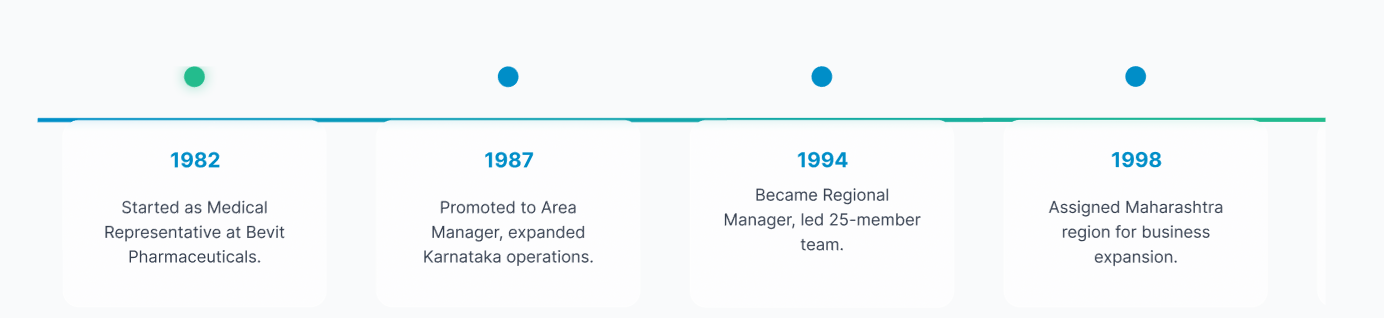 1982
Started as Medical
Representative at Bevit
Pharmaceuticals.
1987
Promoted to Area
Manager, expanded
Karnataka operations.
1994
Became Regional
Manager, led 25-member
team.
1998
Assigned Maharashtra
region for business
expansion.